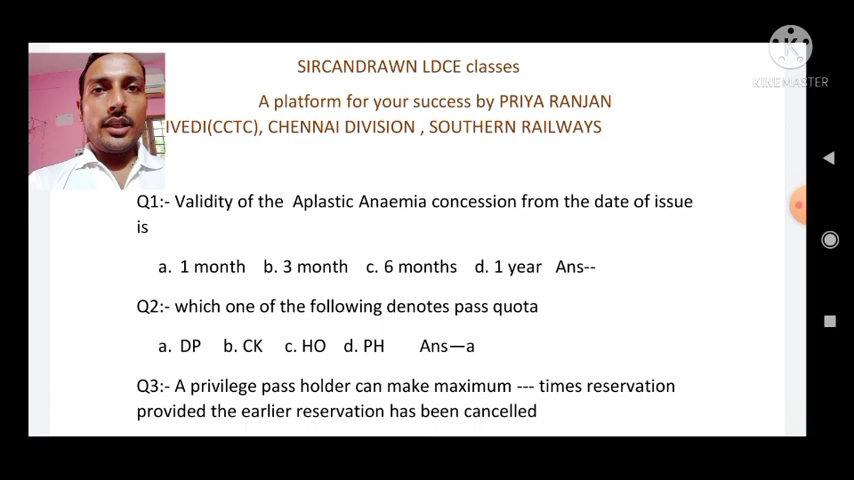 SIRCANDRAWN LDCE classes
A platform for your success by PRIYA RANJAN
IVEDI(CCTC), CHENNAI DIVISION , SOUTHERN RAILWAYS
Q1:- Validity of the Aplastic Anaemia concession from the date of issue
is
a. 1 month b. 3 month c. 6 months d. 1 year Ans--
Q2:- which one of the following denotes pass quota
a. DP b. CK c. HO d. PH Ans—a
Q3:- A privilege pass holder can make maximum --- times reservation
provided the earlier reservation has been cancelled
K
KINEMASTER